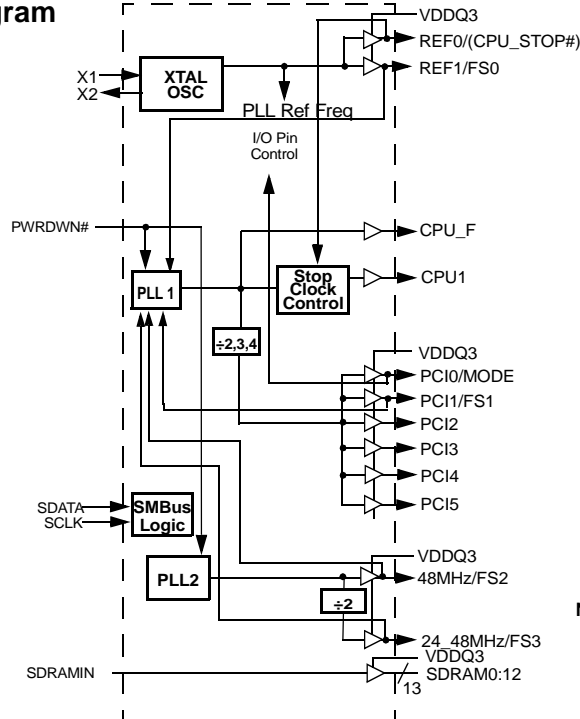 gram
VDDQ3
REF0/(CPU_STOP#)
REF1/FS0
X1
X2
XTAL
OSC
PLL Ref Freq
I/O Pin
Control
PWRDWN#
CPU_F
PLL 1
Stop
Clock
Control
CPU1
÷2,3,4
VDDQ3
PCI0/MODE
PCI1/FS1
PCI2
PCI3
PCI4
PCI5
SDATA
SCLK
SMBus
Logic
VDDQ3
PLL2
48MHz/FS2
÷2
24_48MHz/FS3
VDDQ3
SDRAMIN
SDRAM0:12
13